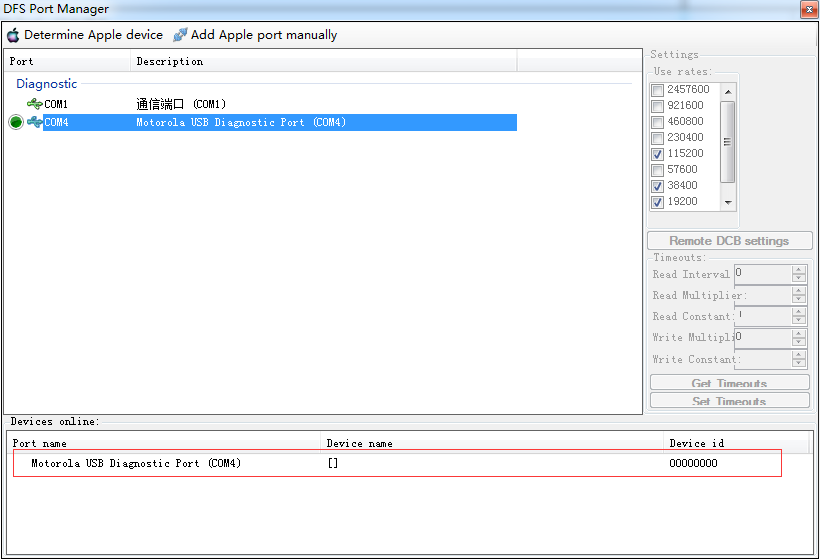 DFS Port Manager
Determine Apple device Add Apple port manually
Port Description
Diagnostic
COM1 通信端口 (COM1)
COM4 Motorola USB Diagnostic Port (COM4)
Settings
Use rates:
2457600
921600
460800
230400
115200
57600
38400
19200
Remote DCB settings
Timeouts:
Read Interval 0
Read Multiplier:
Read Constant:
Write Multipli 0
Write Constant:
Get Timeouts
Set Timeouts
Devices online:
Port name Device name Device id
Motorola USB Diagnostic Port (COM4) [] 00000000